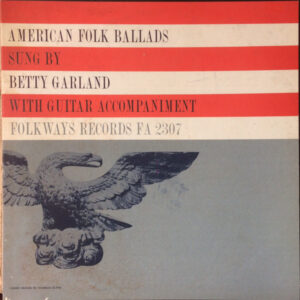 AMERICAN FOLK BALLADS
SUNG BY
BETTY GARLAND
WITH GUITAR ACCOMPANIMENT
FOLKWAYS RECORDS FA 2307